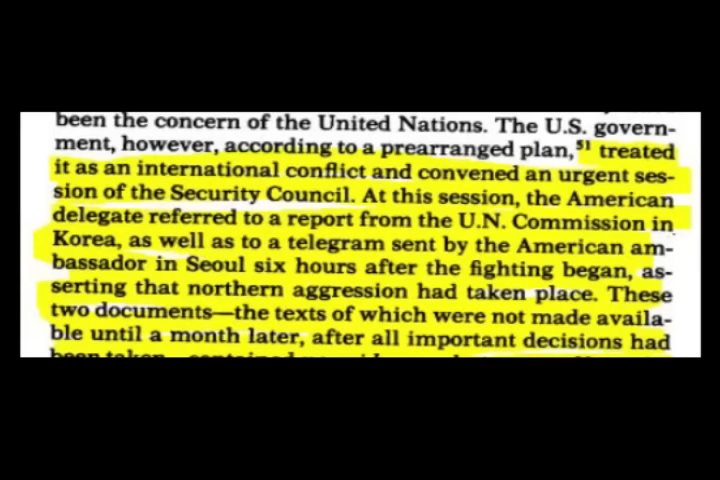 been the concern of the United Nations. The U.S. govern-
ment, however, according to a prearranged plan,⁵¹ treated
it as an international conflict and convened an urgent ses-
sion of the Security Council. At this session, the American
delegate referred to a report from the U.N. Commission in
Korea, as well as to a telegram sent by the American am-
bassador in Seoul six hours after the fighting began, as-
serting that northern aggression had taken place. These
two documents—the texts of which were not made availa-
ble until a month later, after all important decisions had
been taken—contained